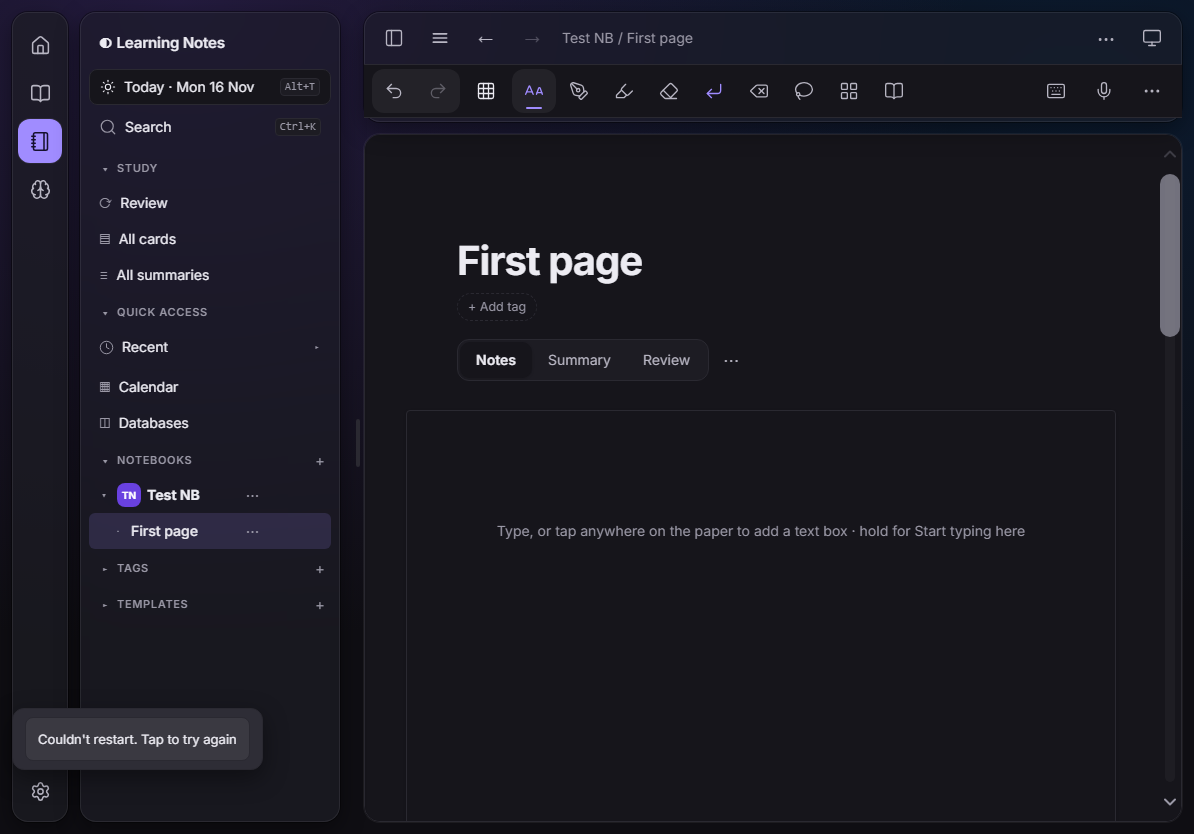 Learning Notes
Today · Mon 16 Nov Alt+T
Search Ctrl+K
STUDY
Review
All cards
All summaries
QUICK ACCESS
Recent
Calendar
Databases
NOTEBOOKS
TN Test NB
First page
TAGS
TEMPLATES
Couldn't restart. Tap to try again
Test NB / First page
AA
First page
+ Add tag
Notes Summary Review
Type, or tap anywhere on the paper to add a text box · hold for Start typing here